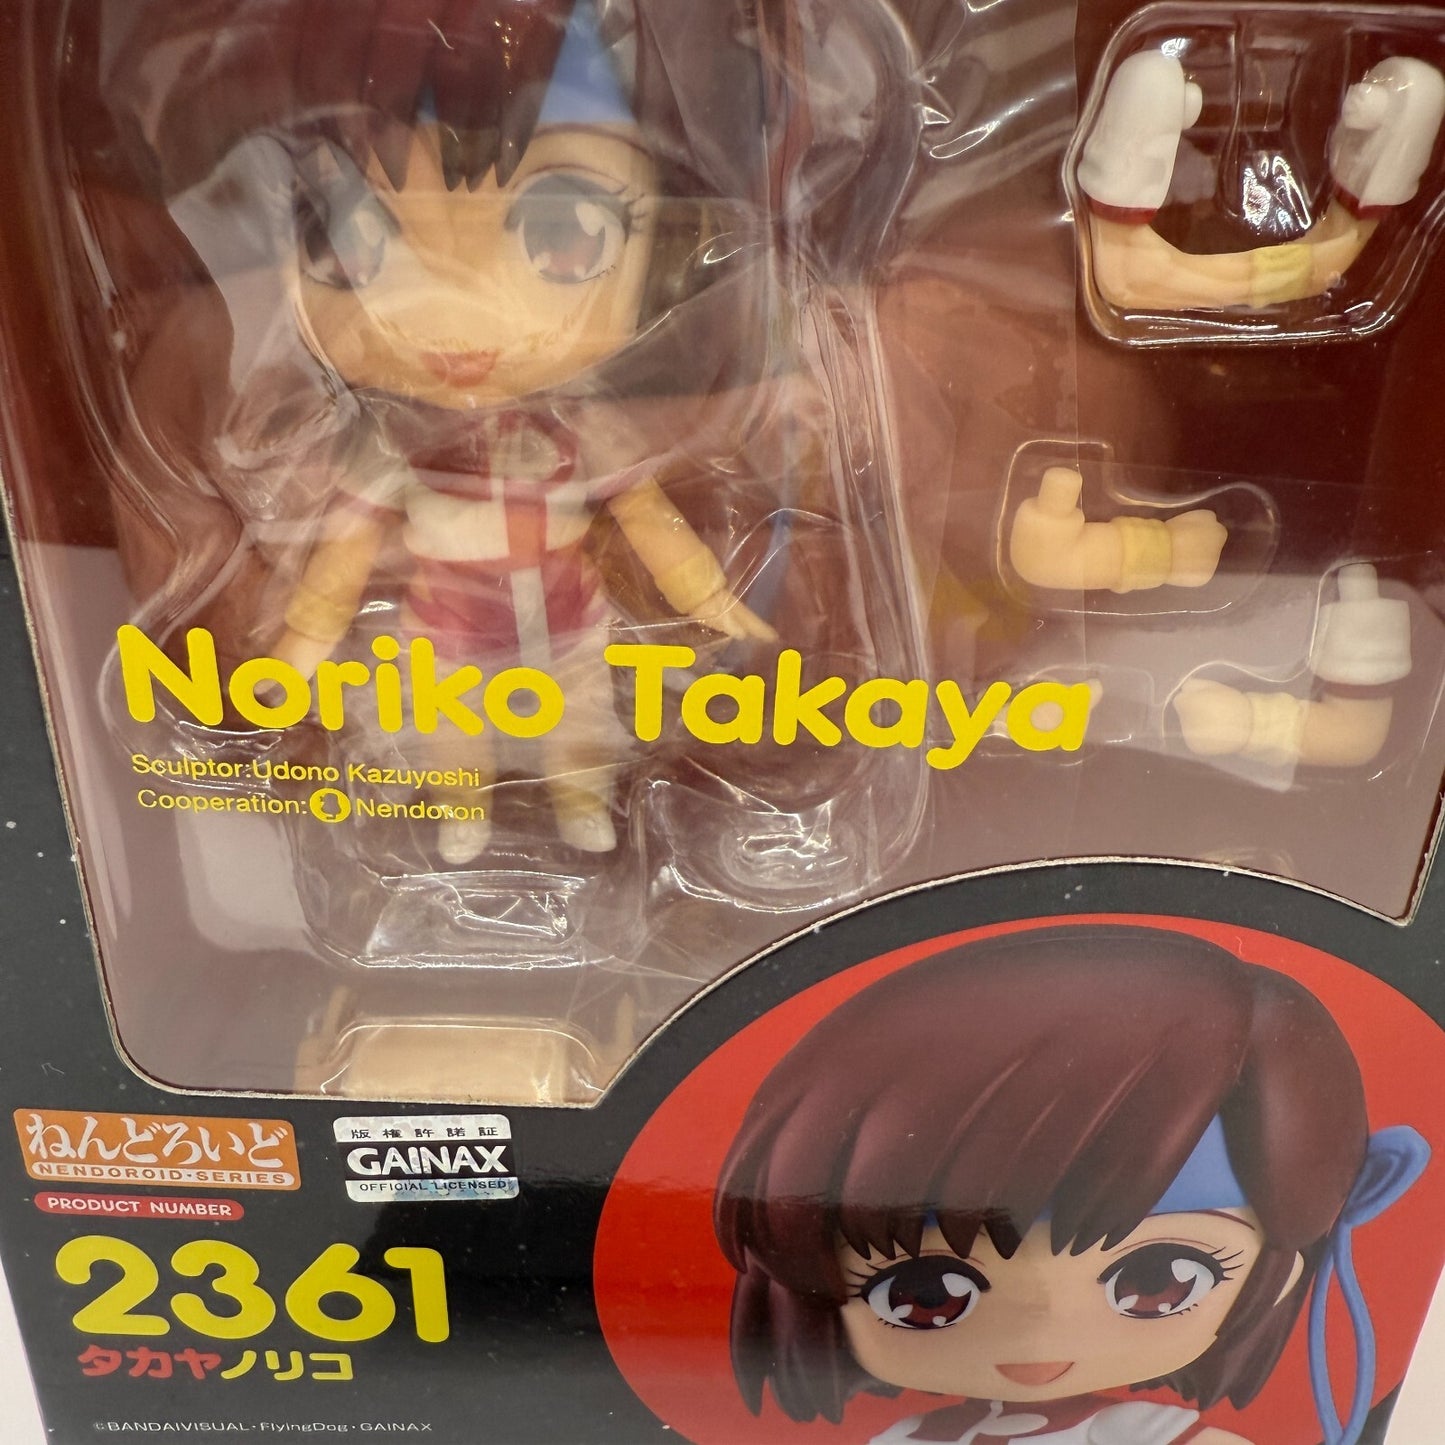 Noriko Takaya
Sculptor:Udono Kazuyoshi
Cooperation: Nendoron
ねんどろいど
NENDOROID・SERIES
PRODUCT NUMBER
2361
タカヤノリコ
版権許諾証
GAINAX
OFFICIAL LICENSED
©BANDAIVISUAL・FlyingDog・GAINAX